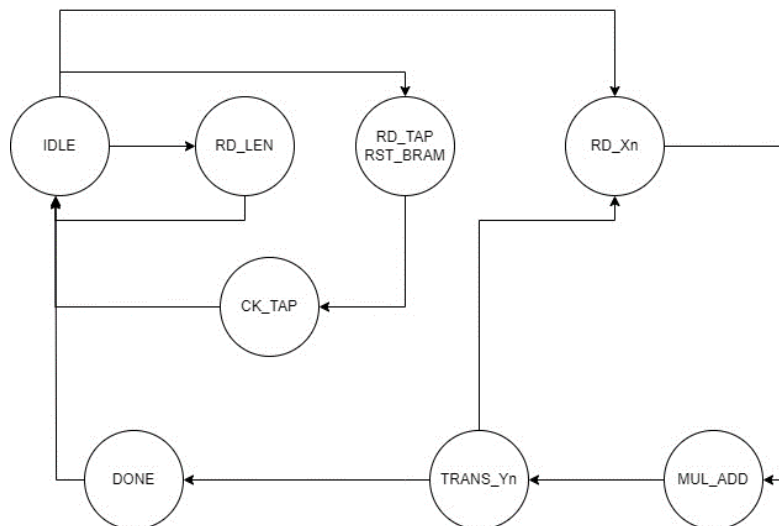 IDLE
RD_LEN
RD_TAP
RST_BRAM
RD_Xn
CK_TAP
DONE
TRANS_Yn
MUL_ADD